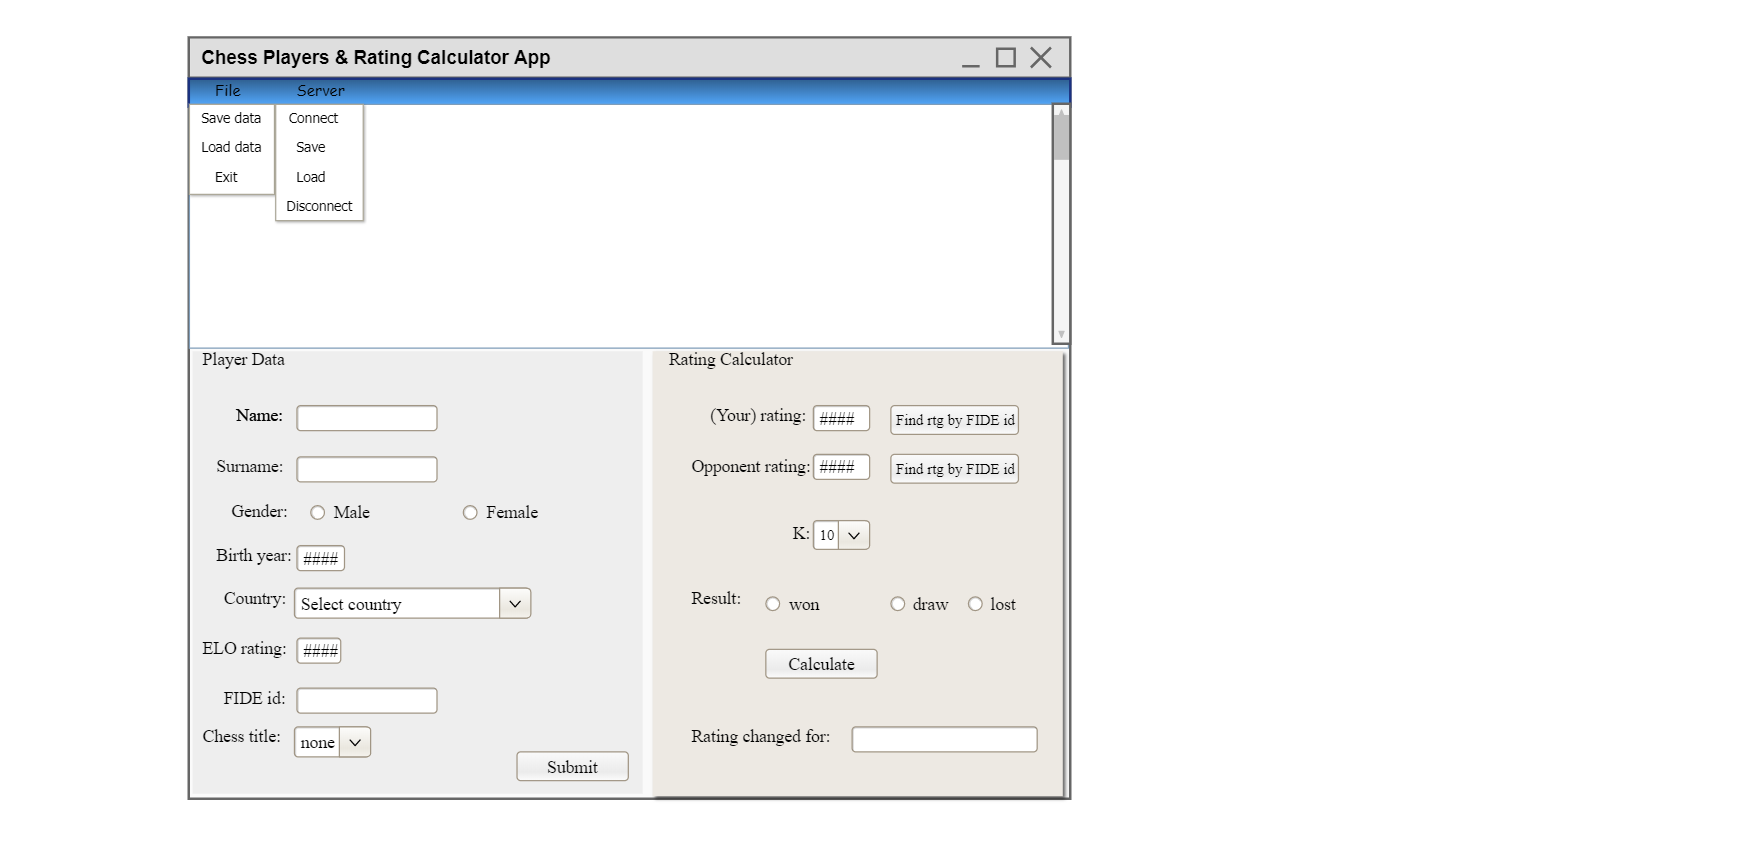 Chess Players & Rating Calculator App
File Server
Save data Connect
Load data Save
Exit Load
Disconnect
Player Data
Name:
Surname:
Gender: Male Female
Birth year: ####
Country: Select country
ELO rating: ####
FIDE id:
Chess title: none
Submit
Rating Calculator
(Your) rating: #### Find rtg by FIDE id
Opponent rating: #### Find rtg by FIDE id
K: 10
Result: won draw lost
Calculate
Rating changed for: